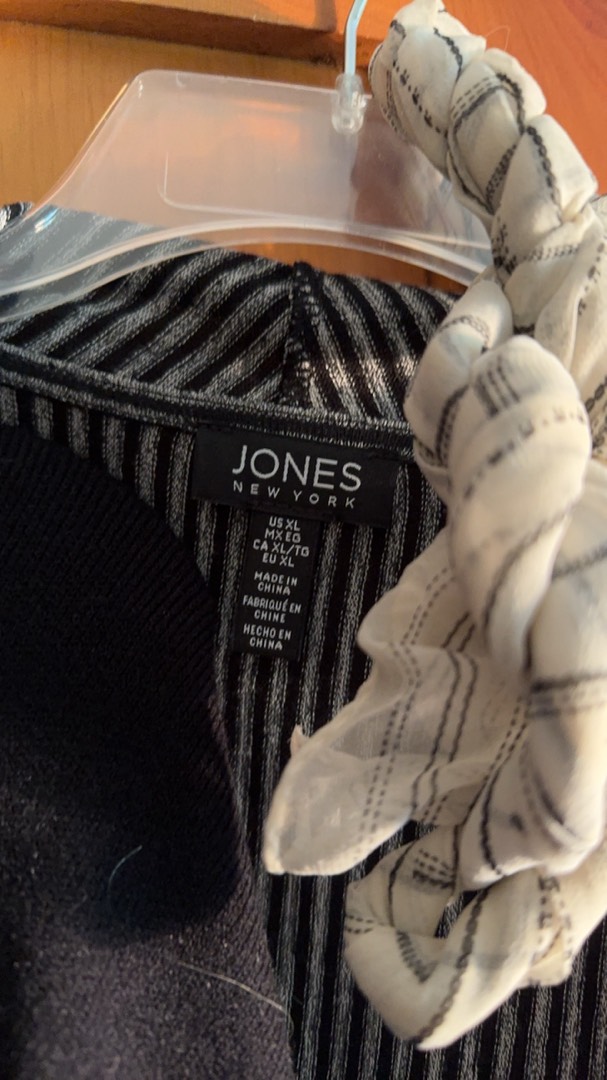 JONES
NEW YORK
US XL
MX EG
CA XL/TG
EU XL
MADE IN
CHINA
FABRIQUÉ EN
CHINE
HECHO EN
CHINA